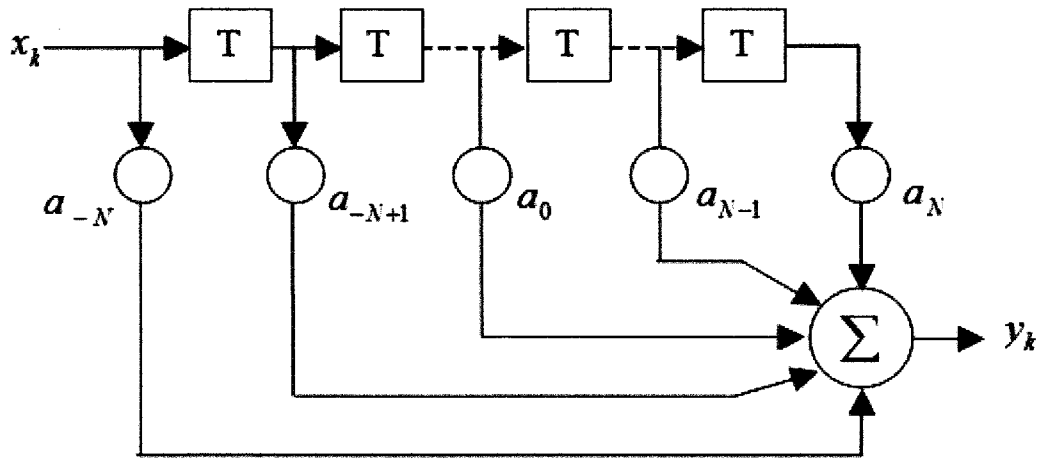 x_k T T T T
a_{-N} a_{-N+1} a_0 a_{N-1} a_N
Σ y_k